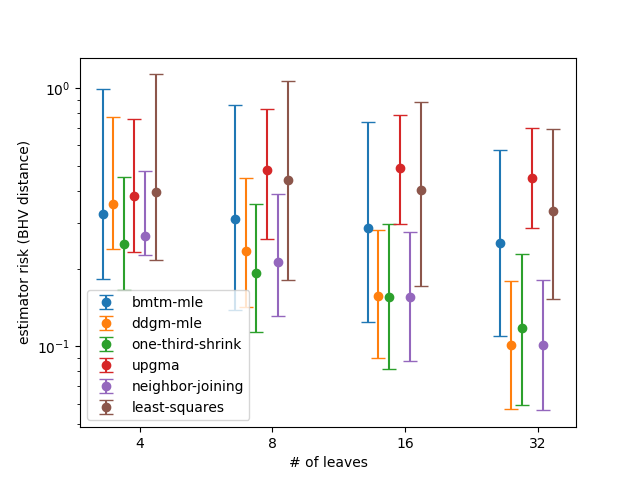 estimator risk (BHV distance)
10⁰
10⁻¹
bmtm-mle
ddgm-mle
one-third-shrink
upgma
neighbor-joining
least-squares
4 8 16 32
# of leaves